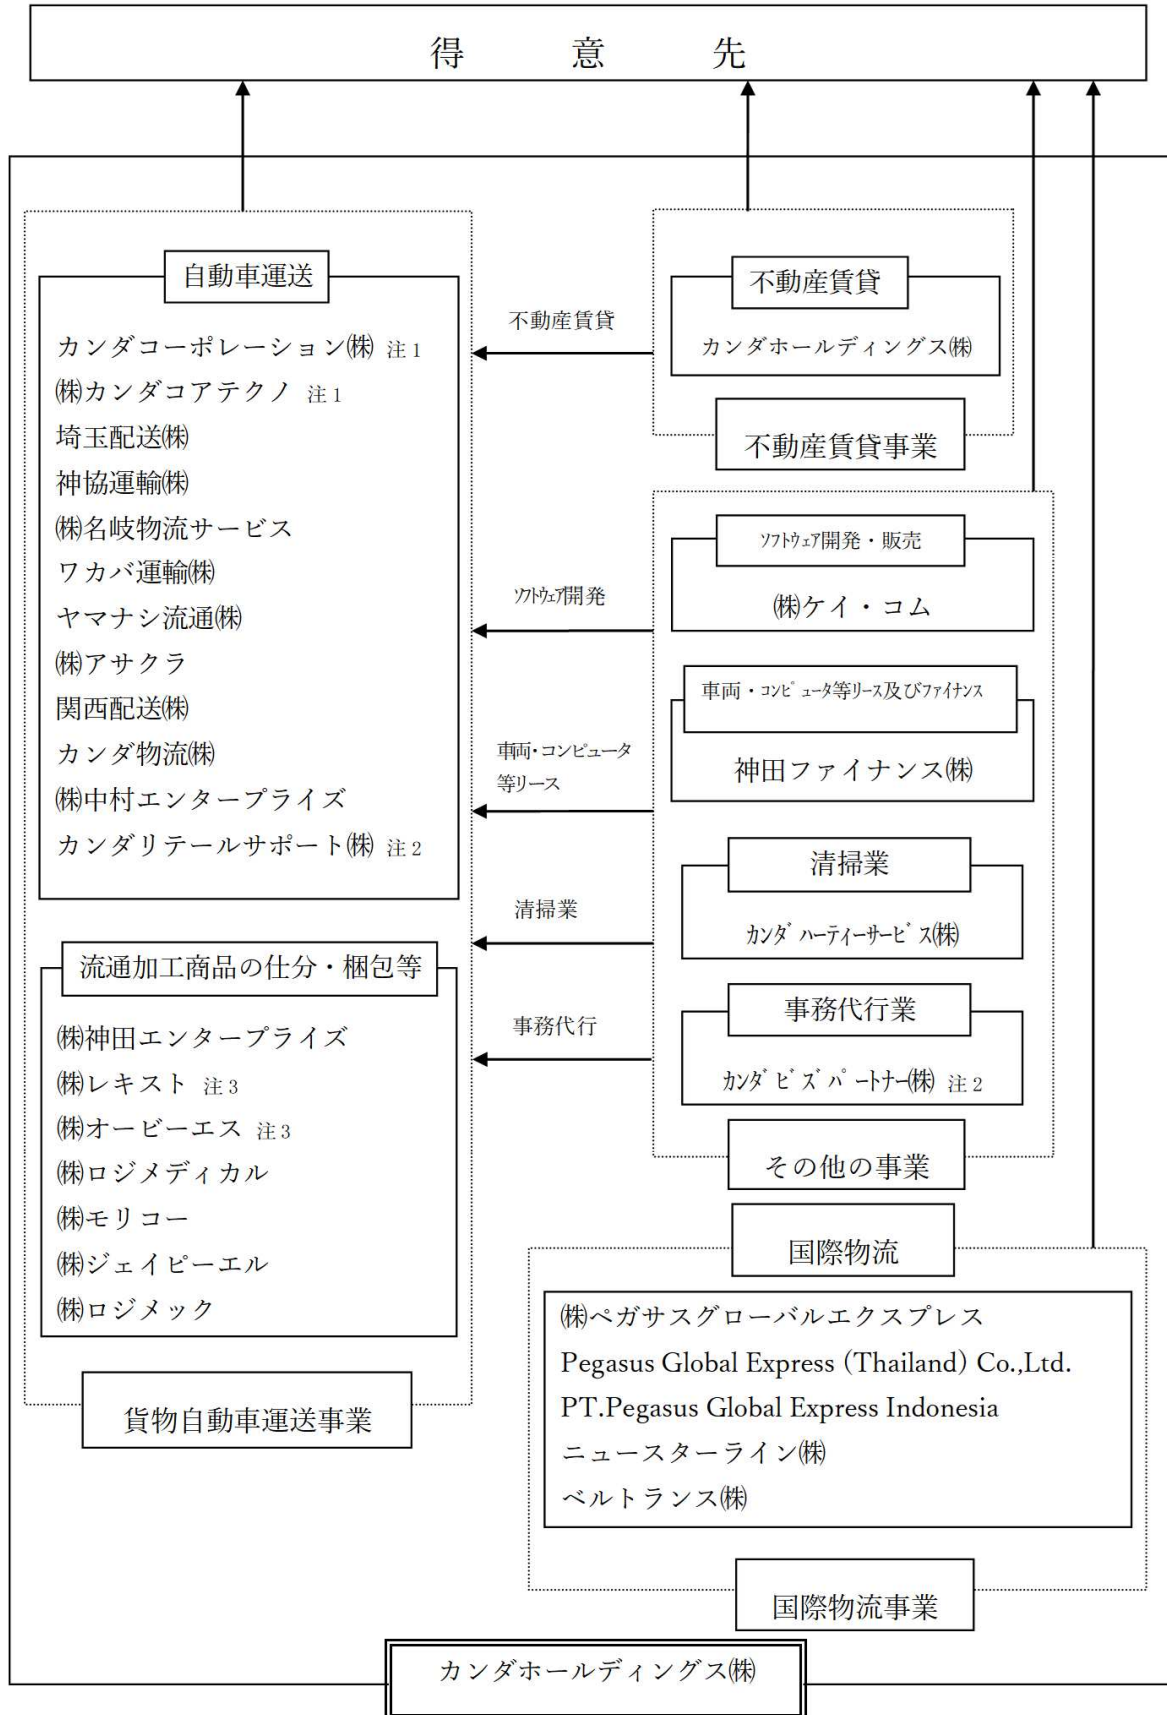 得意先
自動車運送
カンダコーポレーション㈱ 注1
㈱カンダコアテクノ 注1
埼玉配送㈱
神協運輸㈱
㈱名岐物流サービス
ワカバ運輸㈱
ヤマナシ流通㈱
㈱アサクラ
関西配送㈱
カンダ物流㈱
㈱中村エンタープライズ
カンダリテールサポート㈱ 注2
流通加工商品の仕分・梱包等
㈱神田エンタープライズ
㈱レキスト 注3
㈱オービーエス 注3
㈱ロジメディカル
㈱モリコー
㈱ジェイピーエル
㈱ロジメック
貨物自動車運送事業
不動産賃貸
ソフトウェア開発
車両・コンピュータ
等リース
清掃業
事務代行
不動産賃貸
カンダホールディングス㈱
不動産賃貸事業
ソフトウェア開発・販売
㈱ケイ・コム
車両・コンピュータ等リース及びファイナンス
神田ファイナンス㈱
清掃業
カンダハーティーサービス㈱
事務代行業
カンダビズパートナー㈱ 注2
その他の事業
国際物流
㈱ペガサスグローバルエクスプレス
Pegasus Global Express (Thailand) Co.,Ltd.
PT.Pegasus Global Express Indonesia
ニュースターライン㈱
ベルトランス㈱
国際物流事業
カンダホールディングス㈱